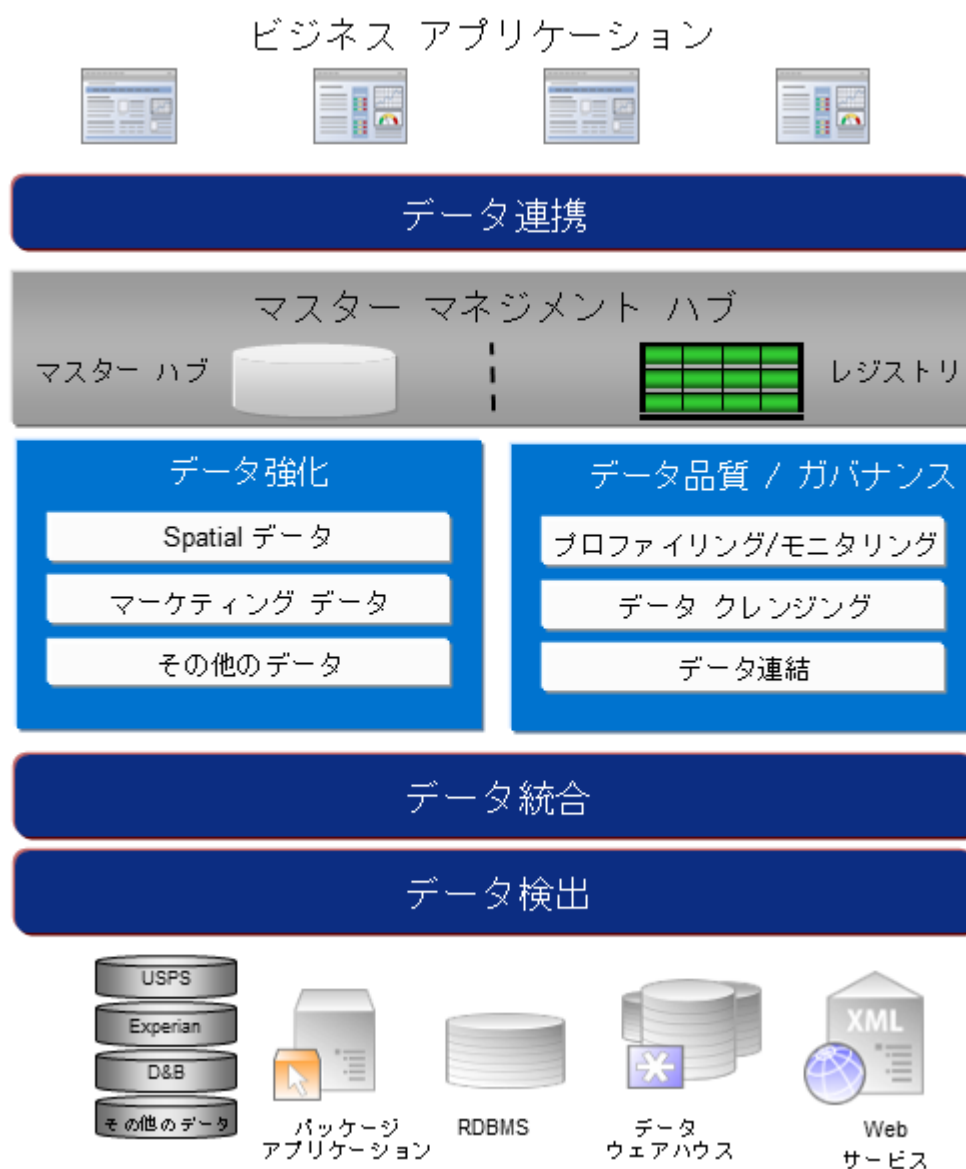 ビジネス アプリケーション
データ連携
マスター マネジメント ハブ
マスター ハブ
レジストリ
データ強化
Spatial データ
マーケティング データ
その他のデータ
データ品質 / ガバナンス
プロファイリング/モニタリング
データ クレンジング
データ連結
データ統合
データ検出
USPS
Experian
D&B
その他のデータ
パッケージ
アプリケーション
RDBMS
データ
ウェアハウス
XML
Web
サービス